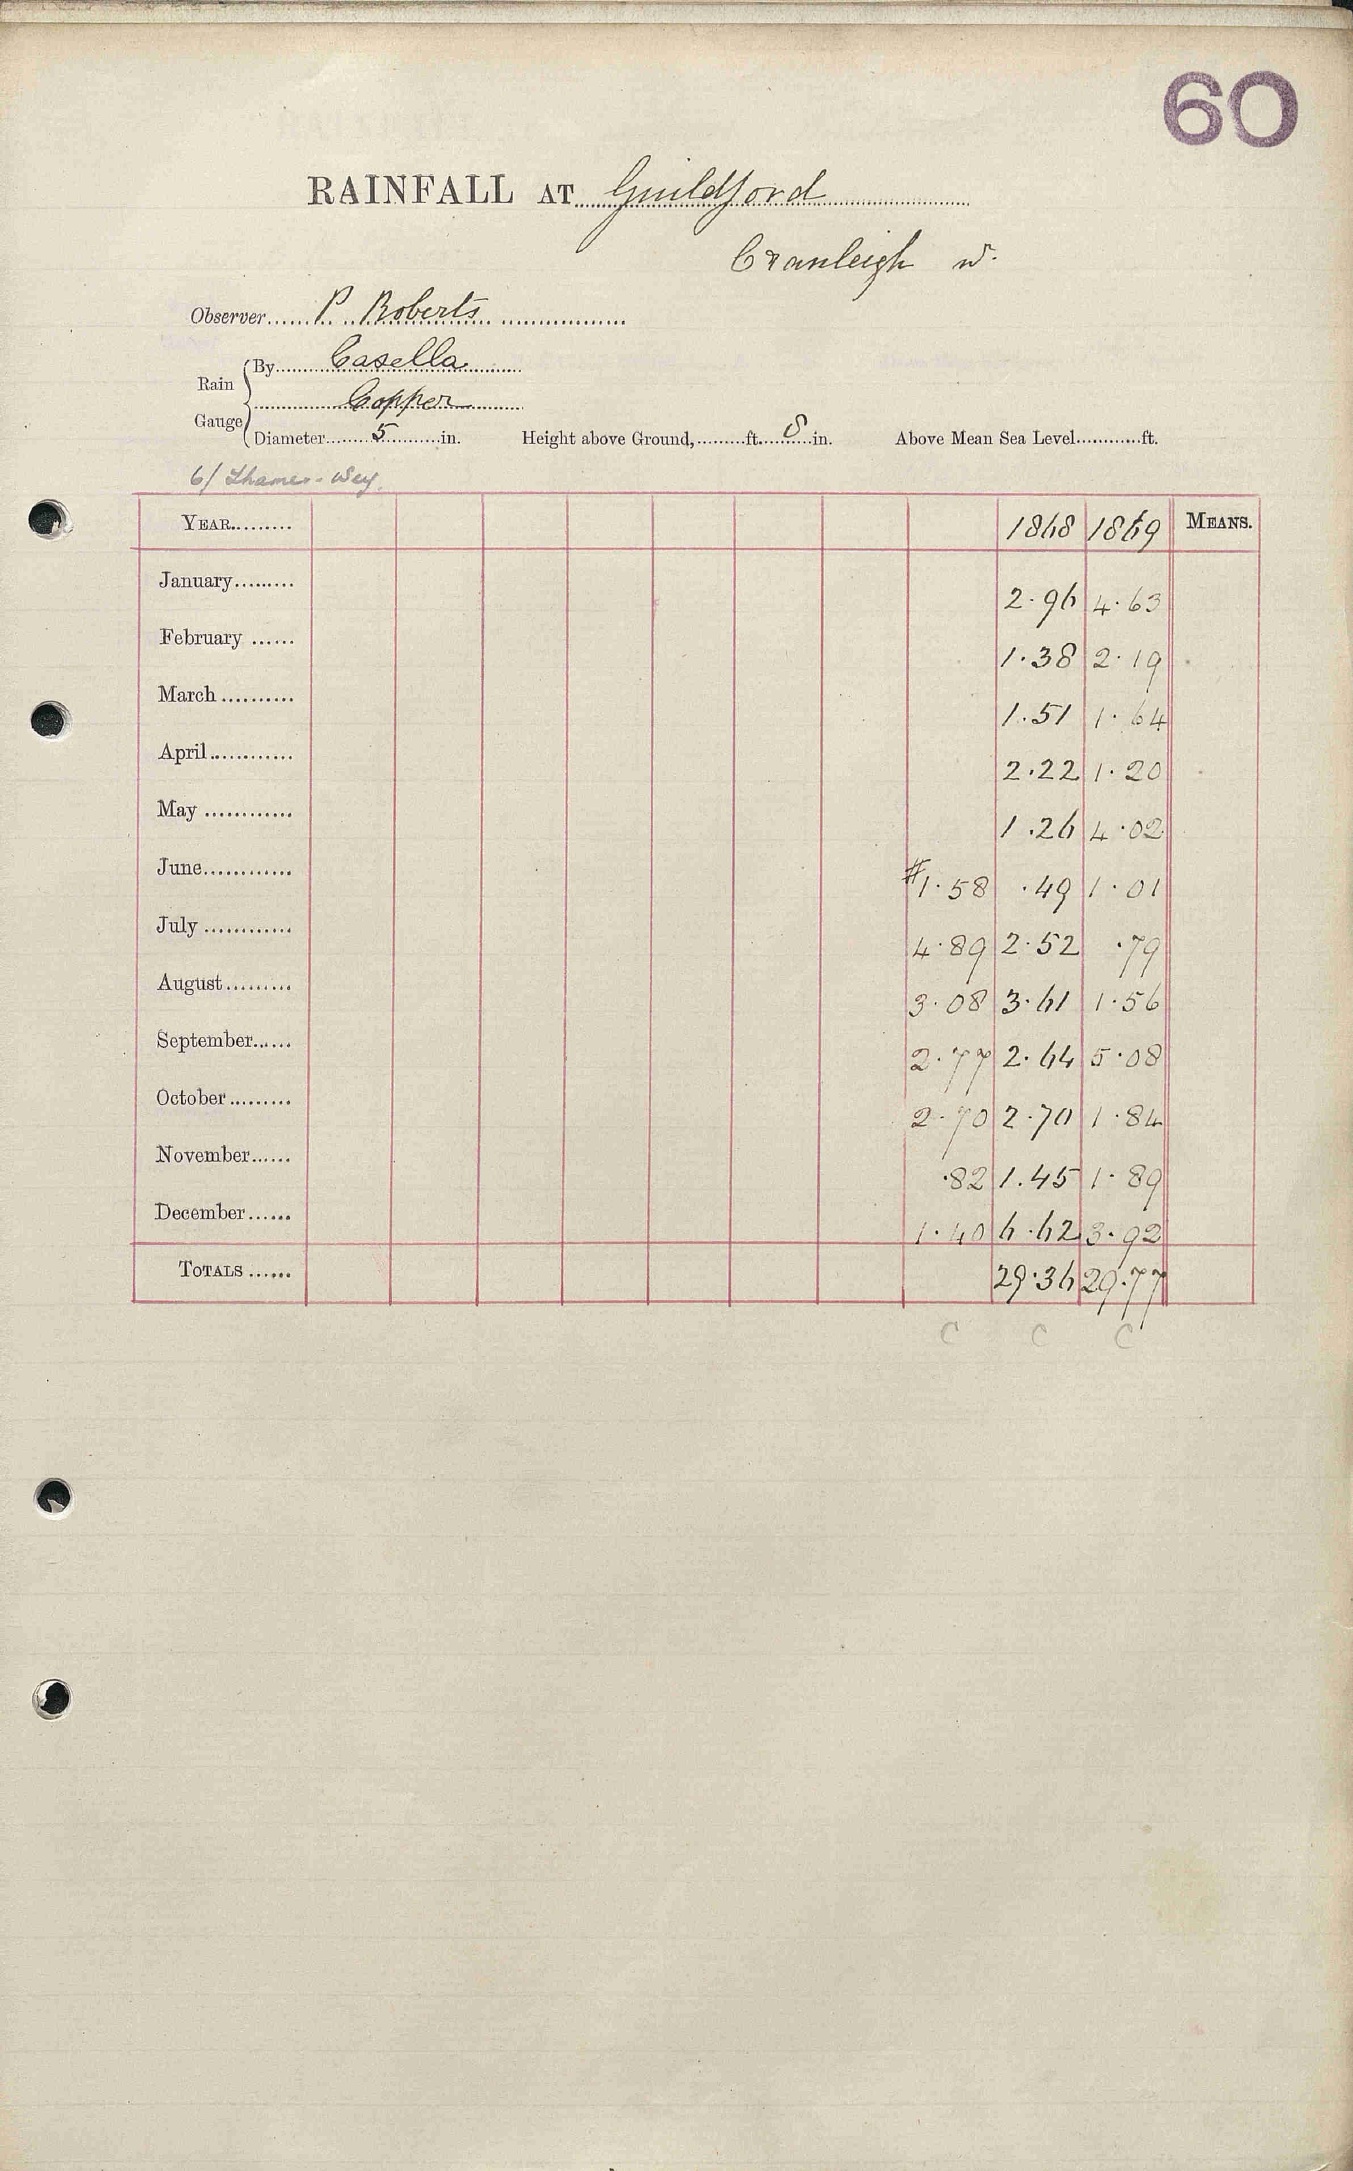 60
RAINFALL AT Guildford
Cranleigh W.
Observer P Roberts
Rain Gauge By Casella
Copper
Diameter 5 in. Height above Ground, ft. 8 in. Above Mean Sea Level ft.
6/ Thames - Wey.
YEAR 1868 1869 MEANS.
January 2.96 4.63
February 1.38 2.19
March 1.51 1.64
April 2.22 1.20
May 1.26 4.02
June #1.58 .49 1.01
July 4.89 2.52 .79
August 3.08 3.61 1.56
September 2.77 2.64 5.08
October 2.70 2.70 1.84
November .82 1.45 1.89
December 1.40 6.62 3.92
TOTALS 29.36 29.77
C C C